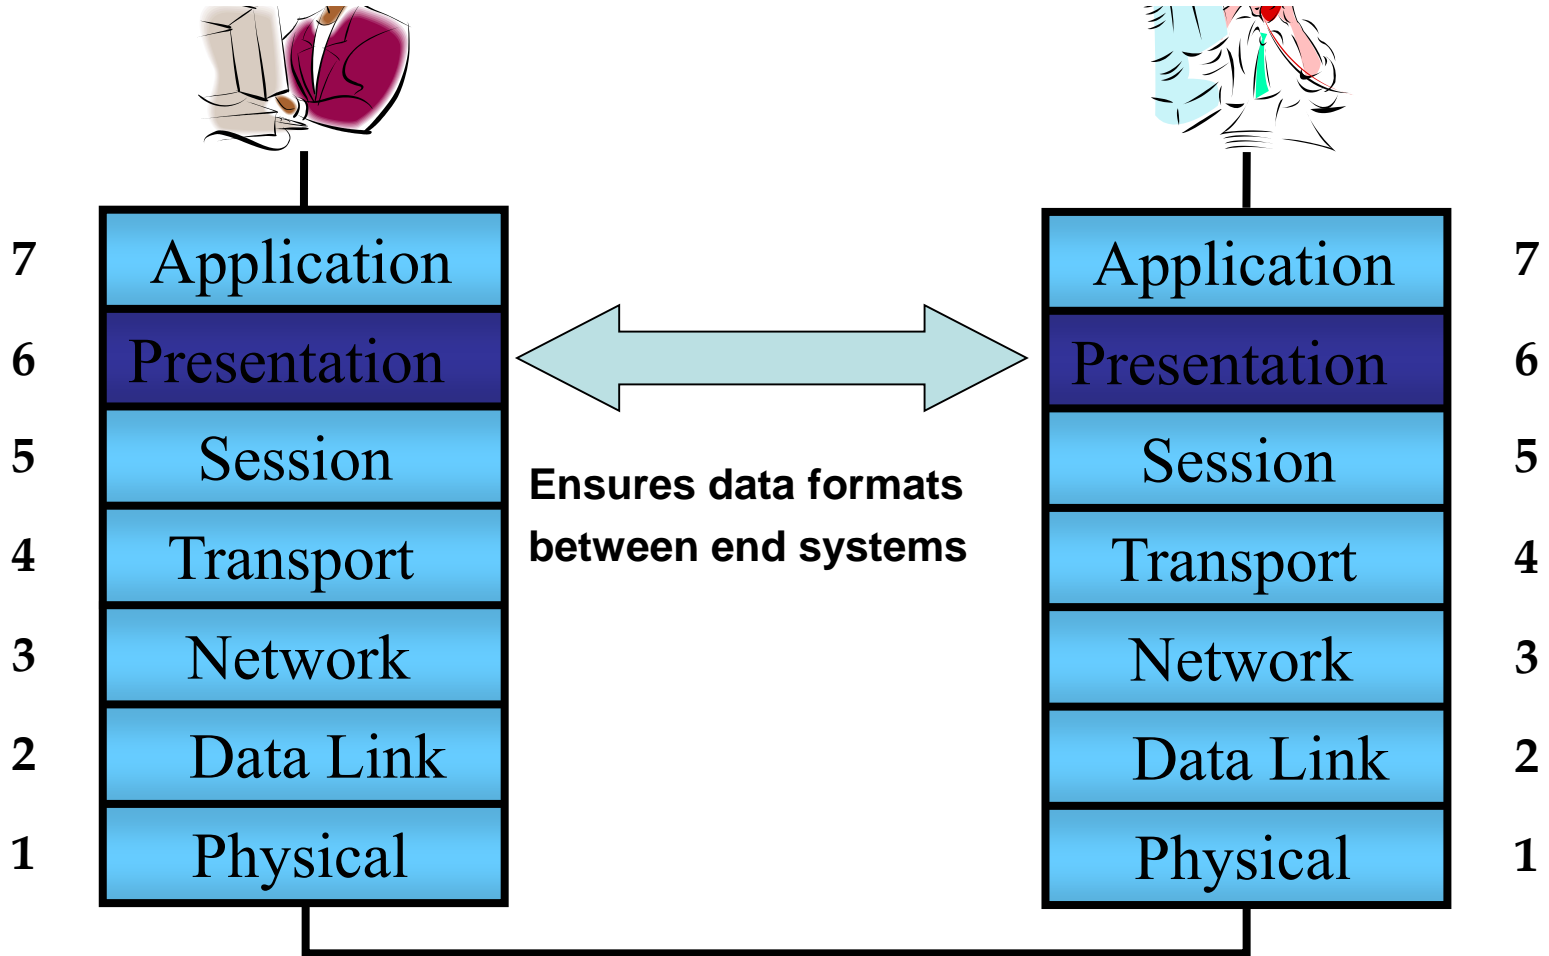 7 Application Application 7
6 Presentation Presentation 6
5 Session Session 5
Ensures data formats
between end systems
4 Transport Transport 4
3 Network Network 3
2 Data Link Data Link 2
1 Physical Physical 1